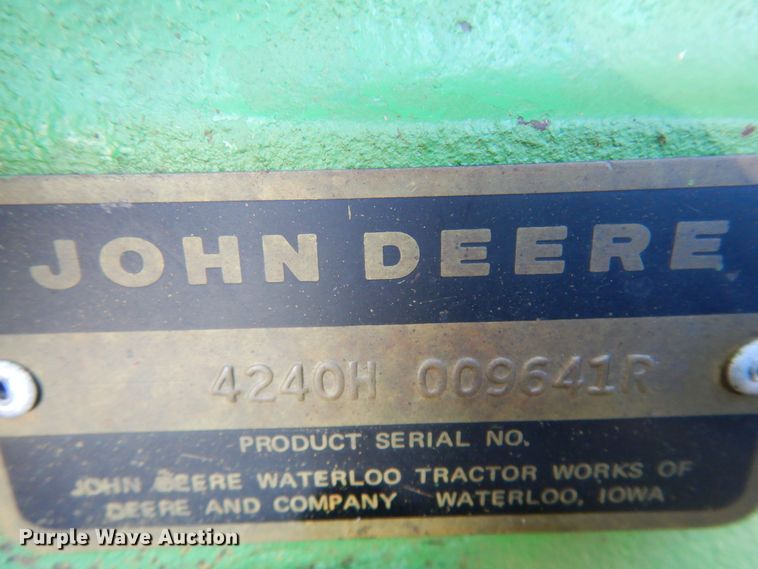 JOHN DEERE
4240H 009641R
PRODUCT SERIAL NO.
JOHN DEERE WATERLOO TRACTOR WORKS OF
DEERE AND COMPANY WATERLOO, IOWA
Purple Wave Auction